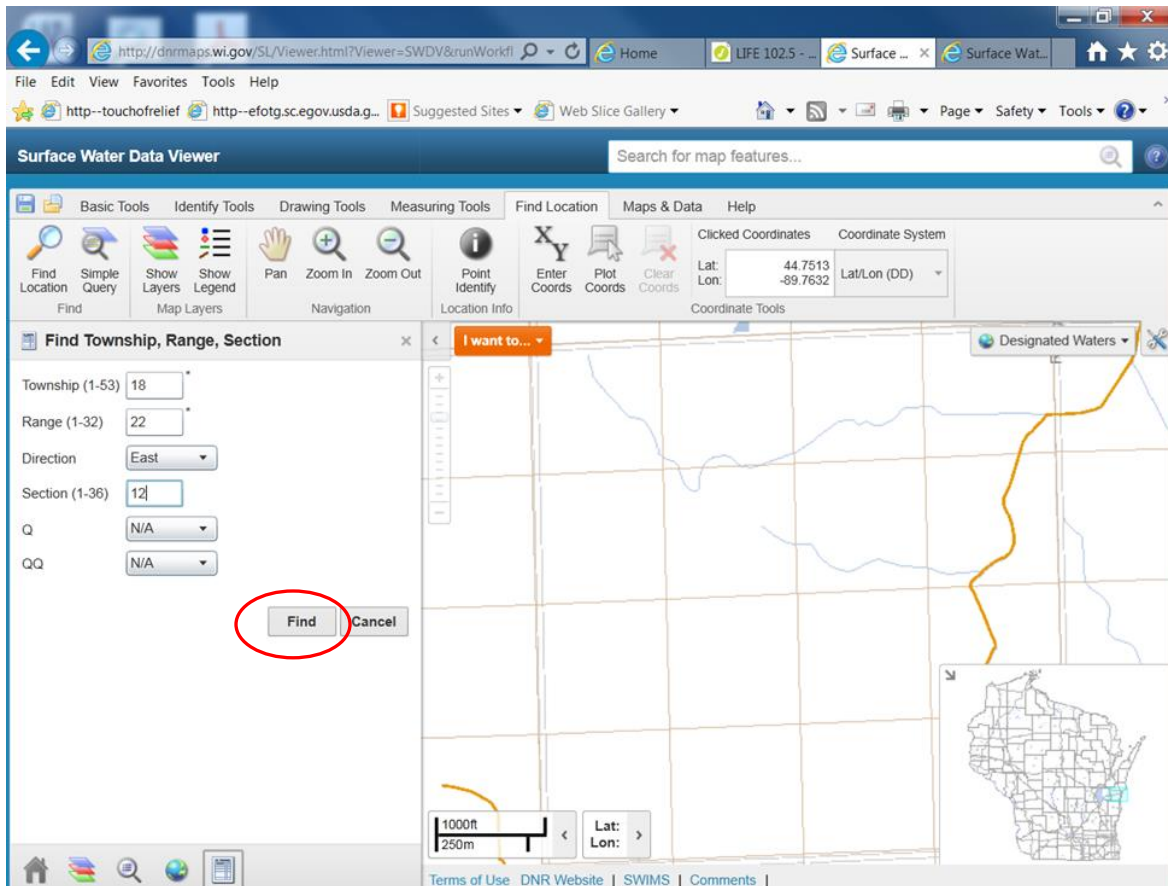 http://dnrmaps.wi.gov/SL/Viewer.html?Viewer=SWDV&runWorkfl
Home
LIFE 102.5 - ...
Surface ...
Surface Wat...
File Edit View Favorites Tools Help
http--touchofrelief http--efotg.sc.egov.usda.g... Suggested Sites Web Slice Gallery Page Safety Tools
Surface Water Data Viewer
Search for map features...
Basic Tools Identify Tools Drawing Tools Measuring Tools Find Location Maps & Data Help
Find Location
Simple Query
Find
Show Layers
Show Legend
Map Layers
Pan
Zoom In
Zoom Out
Navigation
Point Identify
Location Info
XY
Enter Coords
Plot Coords
Clear Coords
Clicked Coordinates
Lat: 44.7513
Lon: -89.7632
Coordinate System
Lat/Lon (DD)
Coordinate Tools
Find Township, Range, Section
Township (1-53) 18 *
Range (1-32) 22 *
Direction East
Section (1-36) 12
Q N/A
QQ N/A
Find Cancel
I want to...
Designated Waters
1000ft
250m
Lat:
Lon:
Terms of Use DNR Website | SWIMS | Comments |